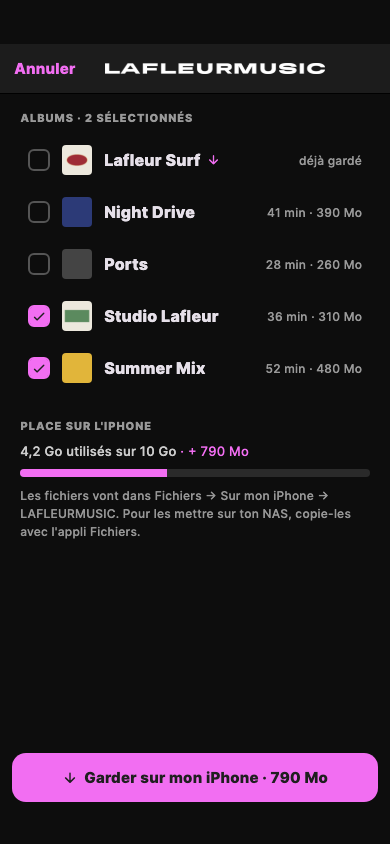 Annuler LAFLEURMUSIC
ALBUMS · 2 SÉLECTIONNÉS
Lafleur Surf ↓ déjà gardé
Night Drive 41 min · 390 Mo
Ports 28 min · 260 Mo
Studio Lafleur 36 min · 310 Mo
Summer Mix 52 min · 480 Mo
PLACE SUR L'IPHONE
4,2 Go utilisés sur 10 Go · + 790 Mo
Les fichiers vont dans Fichiers → Sur mon iPhone →
LAFLEURMUSIC. Pour les mettre sur ton NAS, copie-les
avec l'appli Fichiers.
↓ Garder sur mon iPhone · 790 Mo